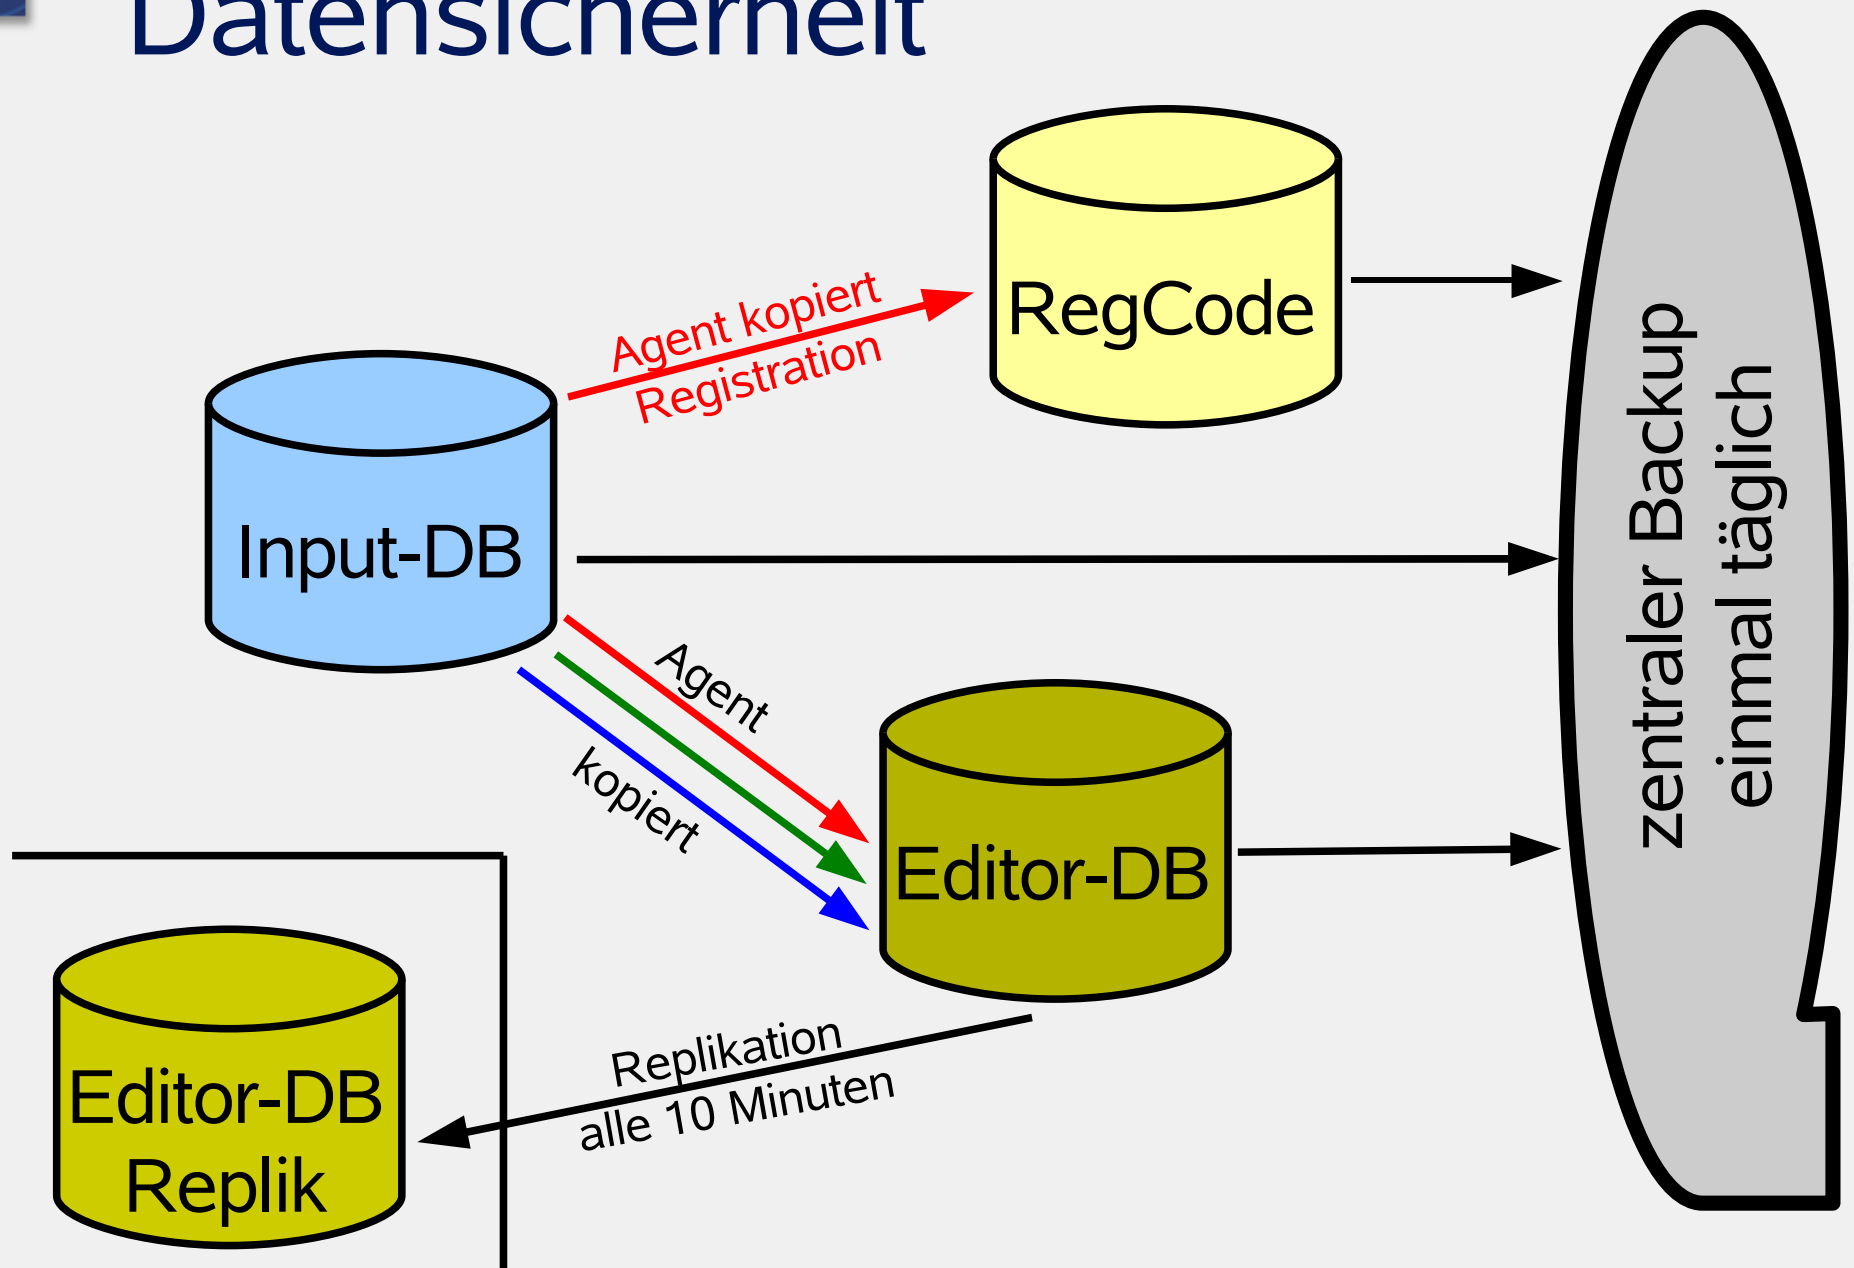 Datensicherheit
Agent kopiert
Registration
RegCode
Input-DB
Agent
kopiert
Editor-DB
zentraler Backup
einmal täglich
Replikation
alle 10 Minuten
Editor-DB
Replik